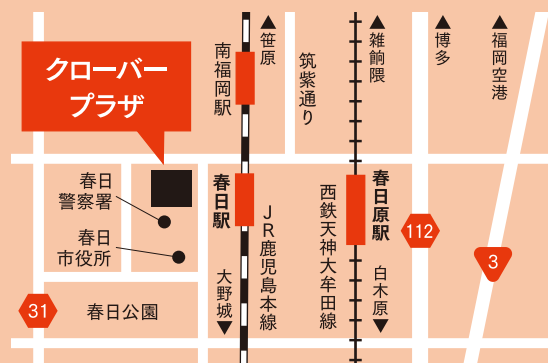 クローバー
プラザ
南福岡駅
笹原
筑紫通り
雑餉隈
博多
福岡空港
春日
警察署
春日
市役所
春日駅
JR鹿児島本線
西鉄天神大牟田線
春日原駅
112
3
大野城
白木原
31
春日公園